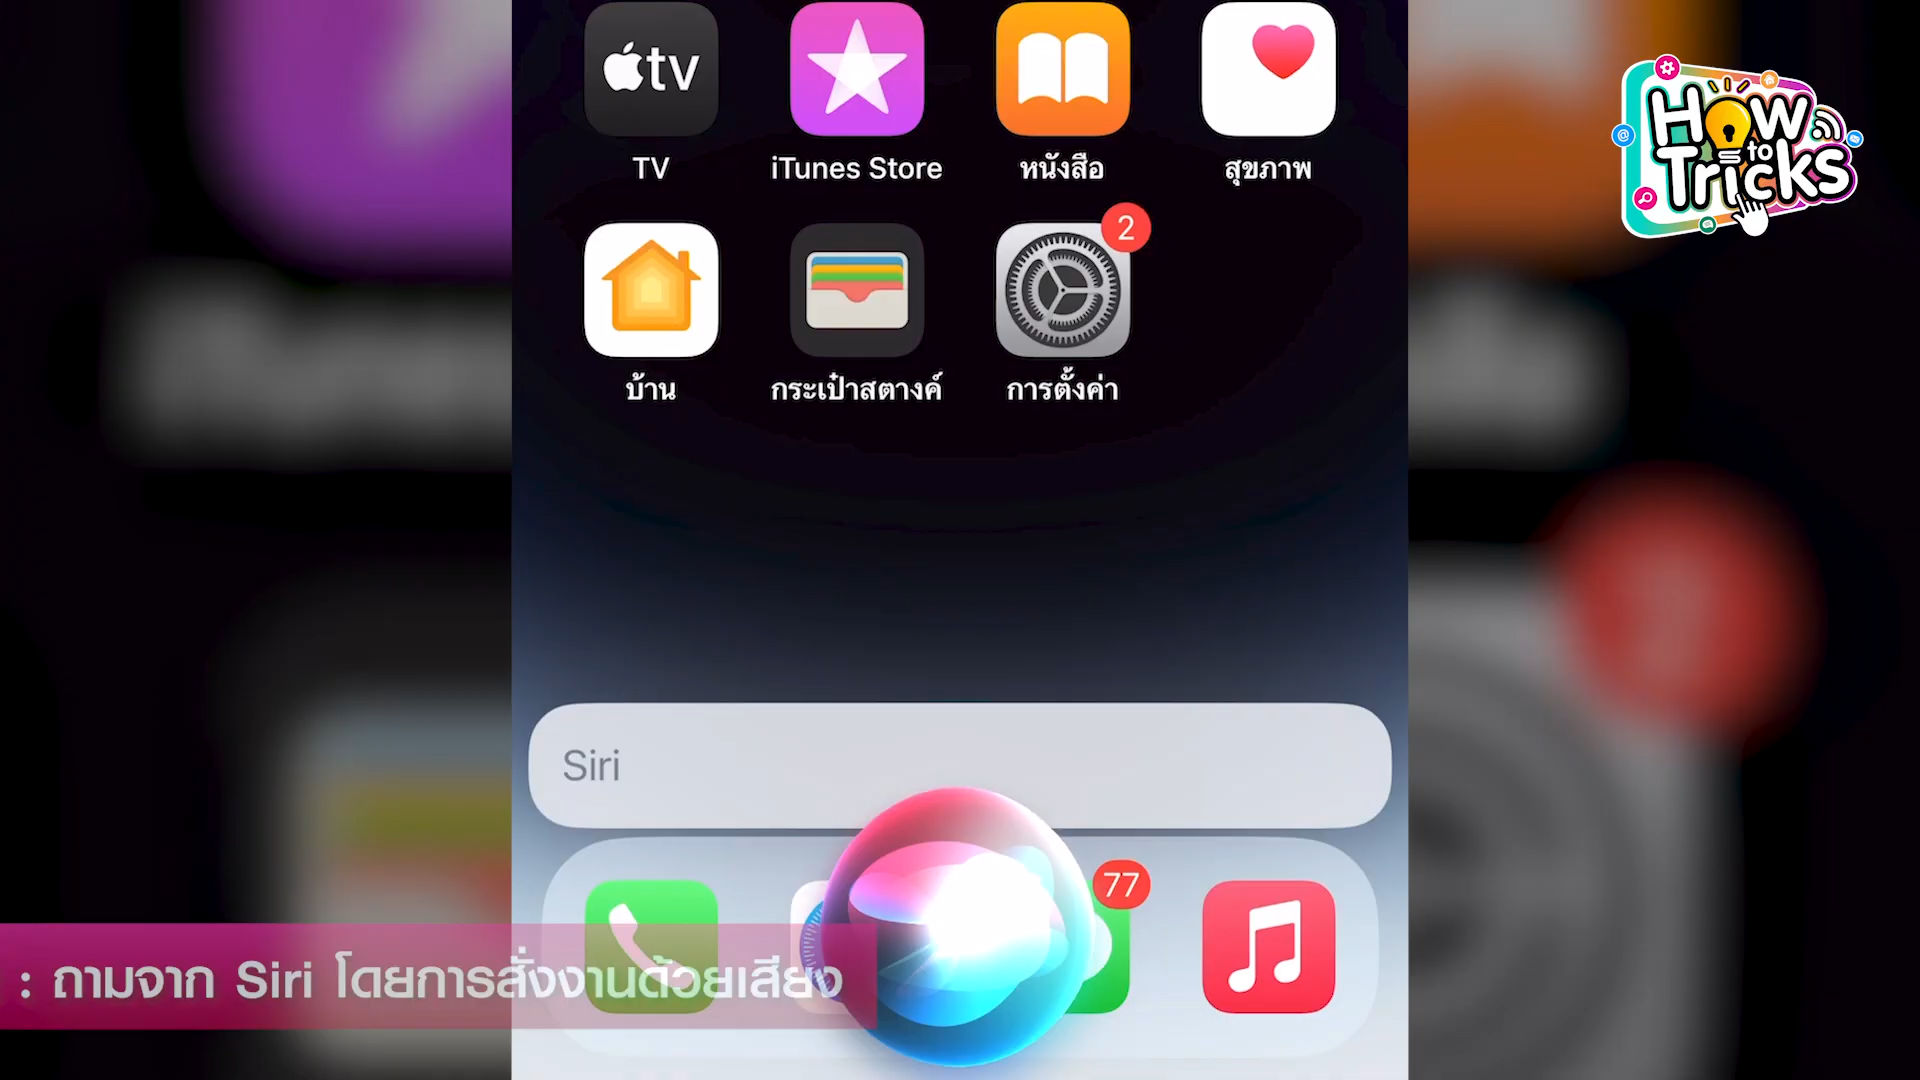 tv
TV
iTunes Store
หนังสือ
สุขภาพ
HOW
to
Tricks
2
บ้าน
กระเป๋าสตางค์
การตั้งค่า
Siri
77
: ถามจาก Siri โดยการสั่งงานด้วยเสียง